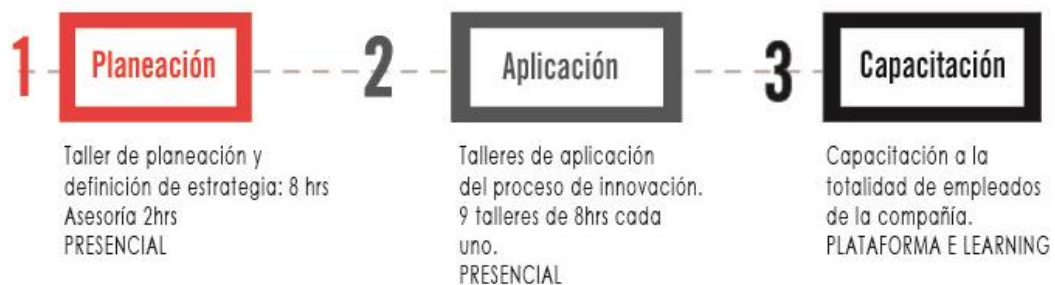 1
Planeación
Taller de planeación y
definición de estrategia: 8 hrs
Asesoría 2hrs
PRESENCIAL
2
Aplicación
Talleres de aplicación
del proceso de innovación.
9 talleres de 8hrs cada
uno.
PRESENCIAL
3
Capacitación
Capacitación a la
totalidad de empleados
de la compañía.
PLATAFORMA E LEARNING